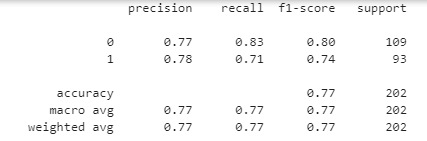 precision recall f1-score support
0 0.77 0.83 0.80 109
1 0.78 0.71 0.74 93
accuracy 0.77 202
macro avg 0.77 0.77 0.77 202
weighted avg 0.77 0.77 0.77 202